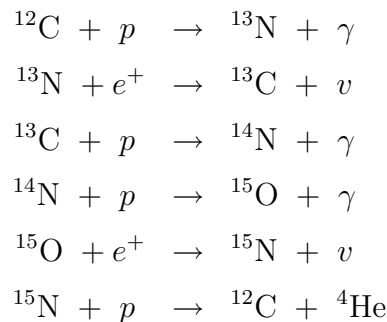 ¹²C + p → ¹³N + γ
¹³N + e⁺ → ¹³C + v
¹³C + p → ¹⁴N + γ
¹⁴N + p → ¹⁵O + γ
¹⁵O + e⁺ → ¹⁵N + v
¹⁵N + p → ¹²C + ⁴He